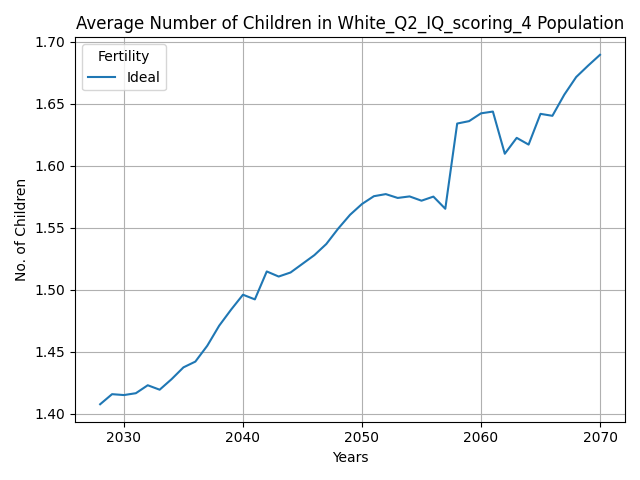 Average Number of Children in White_Q2_IQ_scoring_4 Population
1.70
1.65
1.60
1.55
1.50
1.45
1.40
No. of Children
Fertility
Ideal
2030 2040 2050 2060 2070
Years